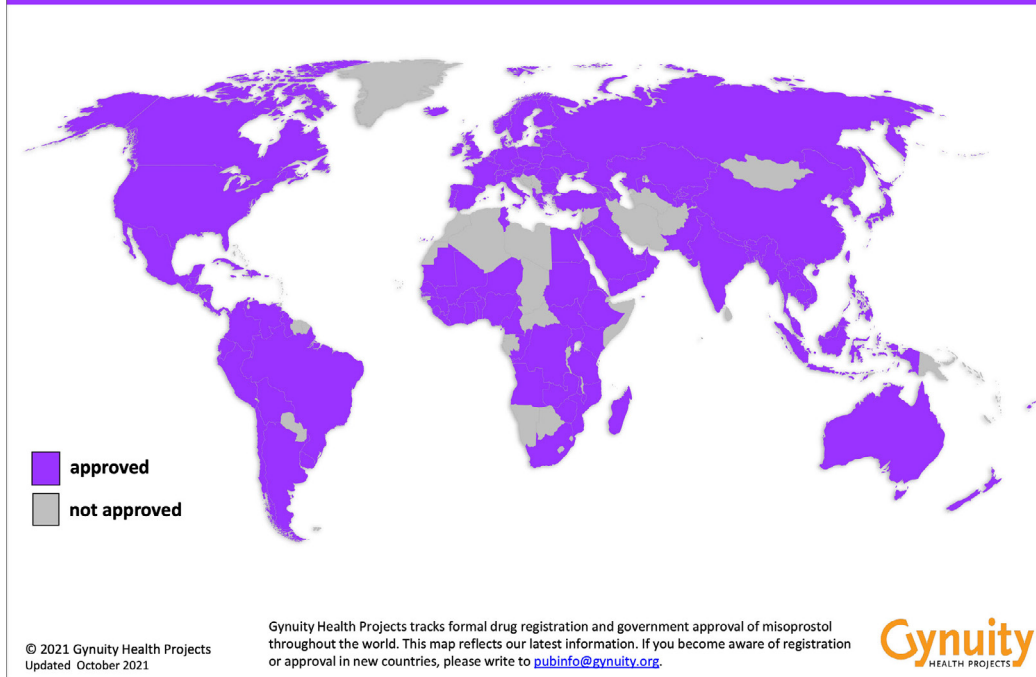 approved
not approved
© 2021 Gynuity Health Projects
Updated October 2021
Gynuity Health Projects tracks formal drug registration and government approval of misoprostol
throughout the world. This map reflects our latest information. If you become aware of registration
or approval in new countries, please write to pubinfo@gynuity.org.
Gynuity
HEALTH PROJECTS